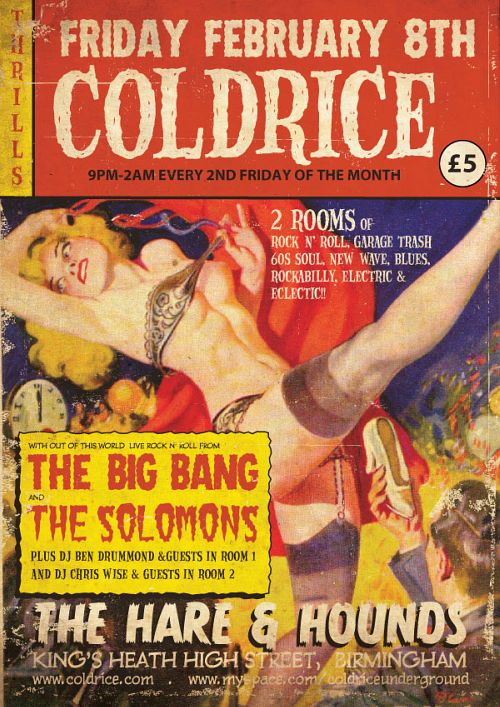 THRILLS
FRIDAY FEBRUARY 8TH
COLDRICE
£5
9PM-2AM EVERY 2ND FRIDAY OF THE MONTH
2 ROOMS OF
ROCK N' ROLL, GARAGE TRASH
60S SOUL, NEW WAVE, BLUES,
ROCKABILLY, ELECTRIC &
ECLECTIC!!
WITH OUT OF THIS WORLD LIVE ROCK N' ROLL FROM
THE BIG BANG
AND
THE SOLOMONS
PLUS DJ BEN DRUMMOND &GUESTS IN ROOM 1
AND DJ CHRIS WISE & GUESTS IN ROOM 2
THE HARE & HOUNDS
KING'S HEATH HIGH STREET, BIRMINGHAM
www.coldrice.com . www.myspace.com/coldriceunderground